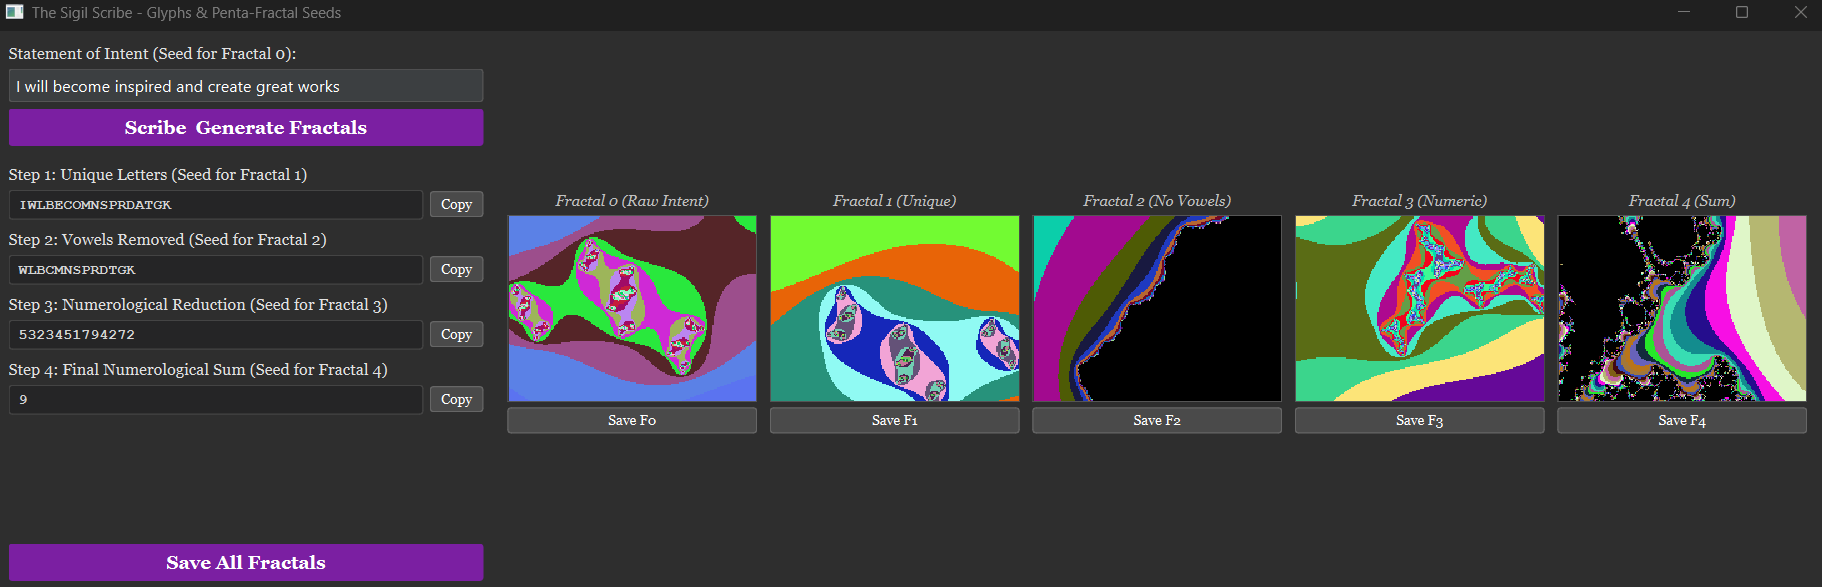 The Sigil Scribe - Glyphs & Penta-Fractal Seeds
Statement of Intent (Seed for Fractal 0):
I will become inspired and create great works
Scribe  Generate Fractals
Step 1: Unique Letters (Seed for Fractal 1)
IWLBECOMNSPRDATGK
Copy
Step 2: Vowels Removed (Seed for Fractal 2)
WLBCMNSPRDTGK
Copy
Step 3: Numerological Reduction (Seed for Fractal 3)
5323451794272
Copy
Step 4: Final Numerological Sum (Seed for Fractal 4)
9
Copy
Save All Fractals
Fractal 0 (Raw Intent)
Save F0
Fractal 1 (Unique)
Save F1
Fractal 2 (No Vowels)
Save F2
Fractal 3 (Numeric)
Save F3
Fractal 4 (Sum)
Save F4